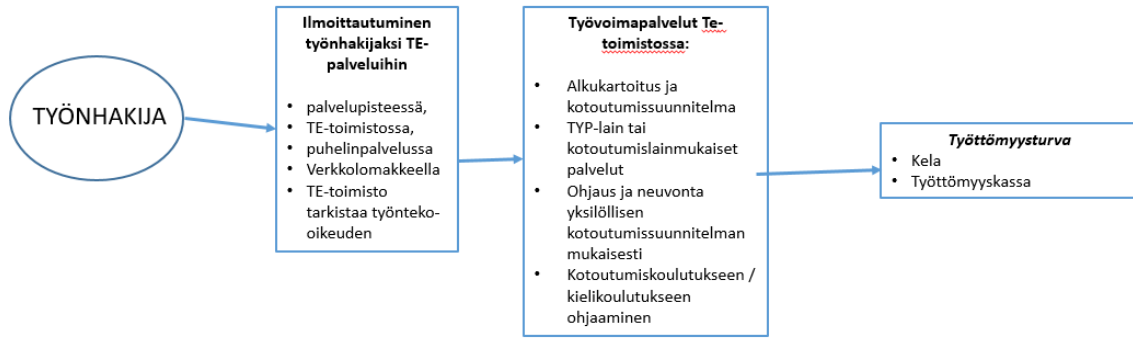 TYÖNHAKIJA
Ilmoittautuminen
työnhakijaksi TE-
palveluihin
• palvelupisteessä,
• TE-toimistossa,
• puhelinpalvelussa
• Verkkolomakkeella
• TE-toimisto
tarkistaa työnteko-
oikeuden
Työvoimapalvelut Te-
toimistossa:
• Alkukartoitus ja
kotoutumissuunnitelma
• TYP-lain tai
kotoutumislainmukaiset
palvelut
• Ohjaus ja neuvonta
yksilöllisen
kotoutumissuunnitelman
mukaisesti
• Kotoutumiskoulutukseen /
kielikoulutukseen
ohjaaminen
Työttömyysturva
• Kela
• Työttömyyskassa